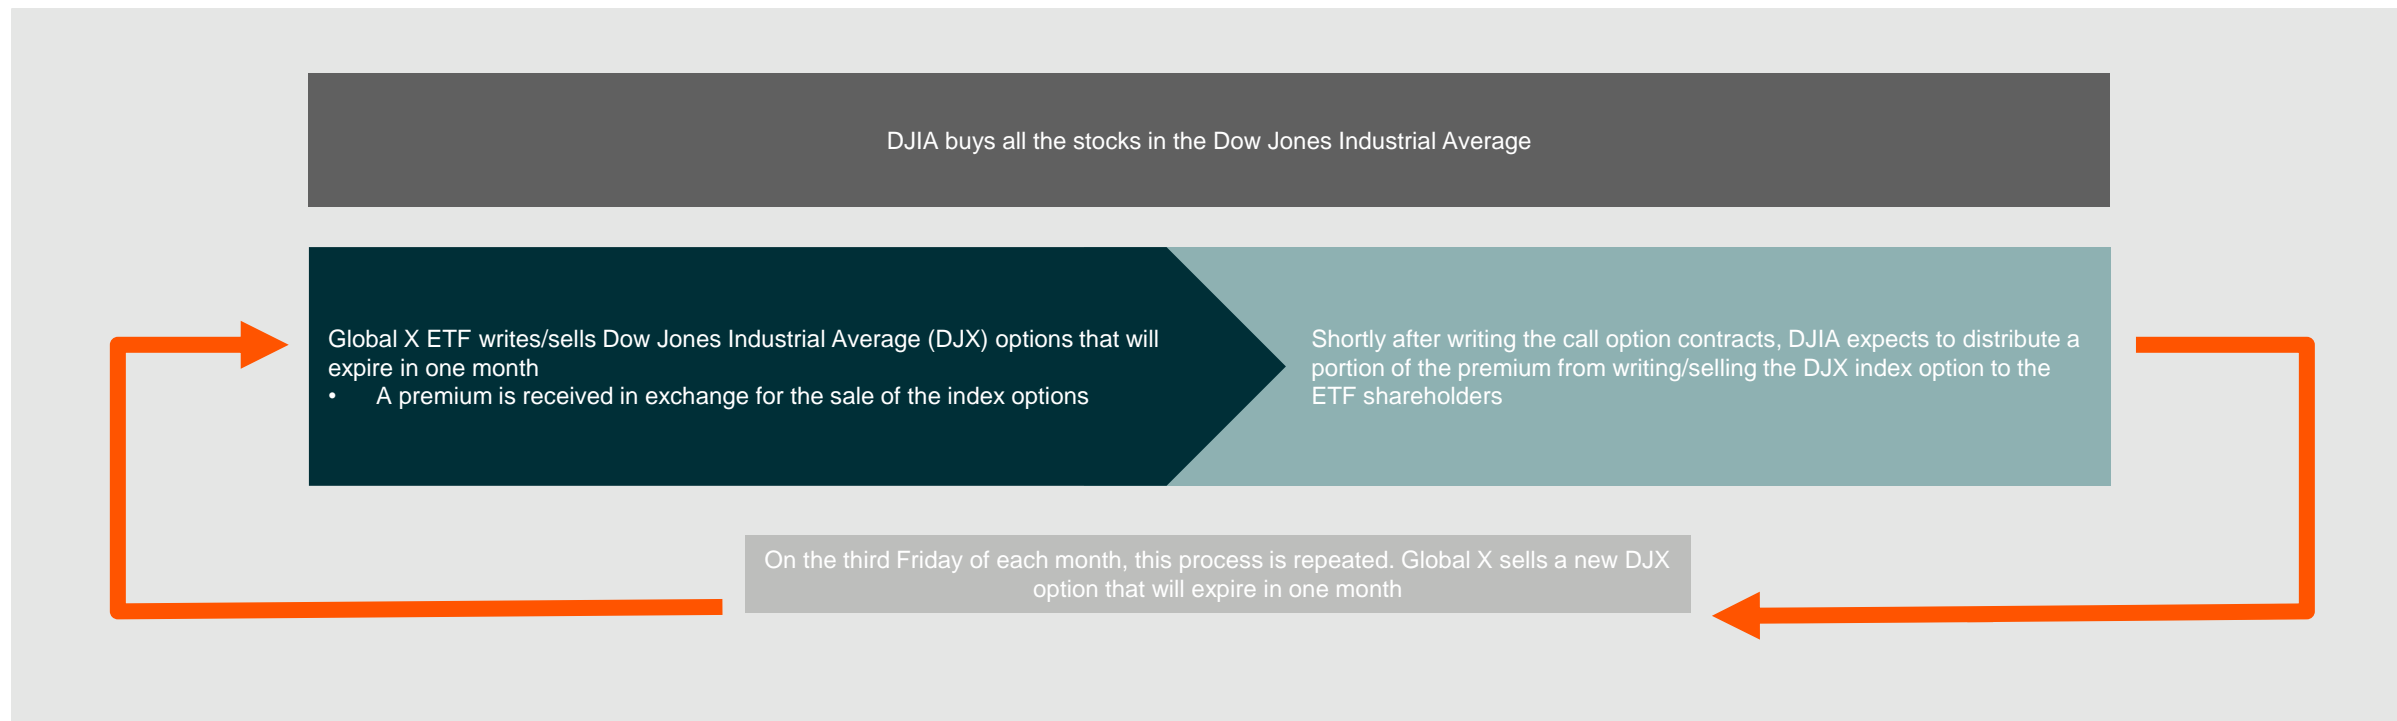 DJIA buys all the stocks in the Dow Jones Industrial Average
Global X ETF writes/sells Dow Jones Industrial Average (DJX) options that will
expire in one month
• A premium is received in exchange for the sale of the index options
Shortly after writing the call option contracts, DJIA expects to distribute a
portion of the premium from writing/selling the DJX index option to the
ETF shareholders
On the third Friday of each month, this process is repeated. Global X sells a new DJX
option that will expire in one month